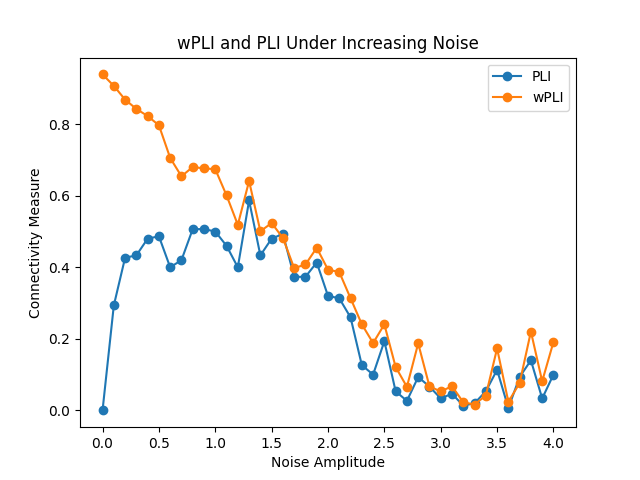 wPLI and PLI Under Increasing Noise
PLI
wPLI
Connectivity Measure
0.8
0.6
0.4
0.2
0.0
0.0 0.5 1.0 1.5 2.0 2.5 3.0 3.5 4.0
Noise Amplitude